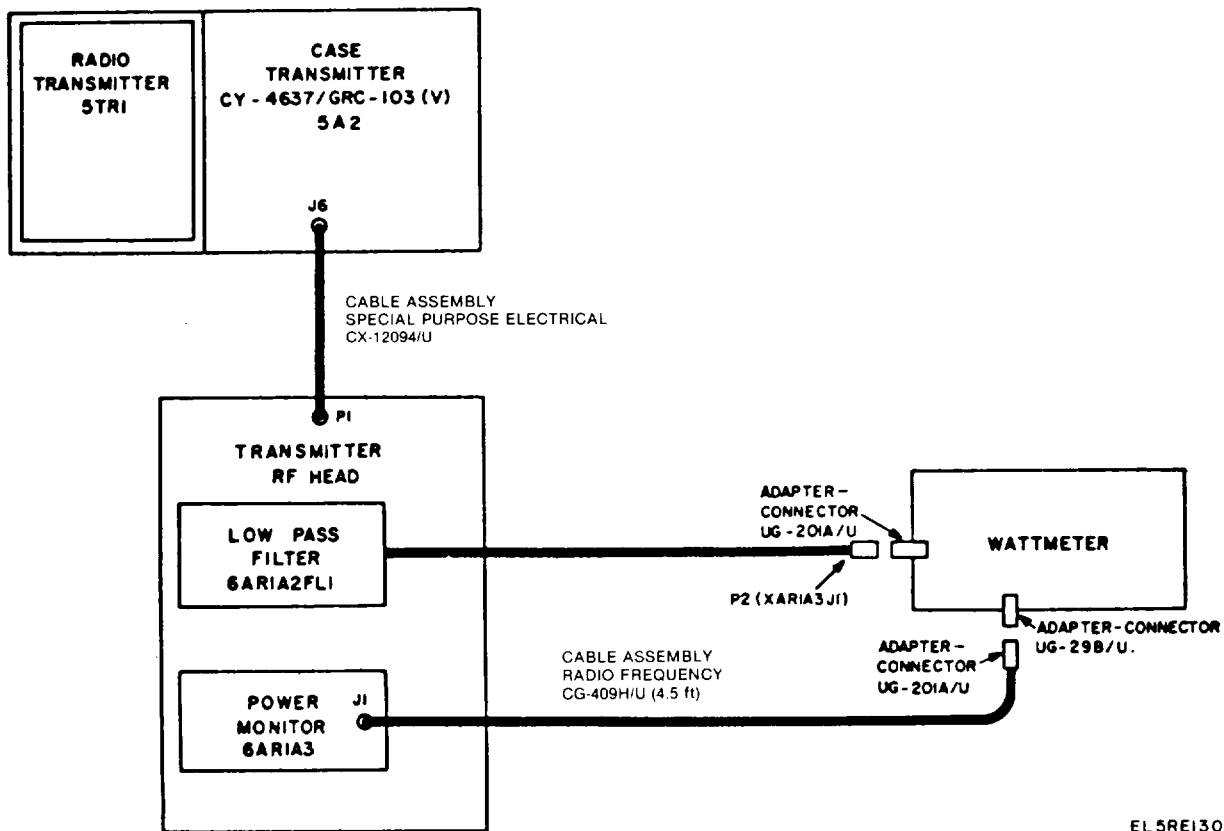 RADIO
TRANSMITTER
5TR1
CASE
TRANSMITTER
CY-4637/GRC-103 (V)
5A2
J6
CABLE ASSEMBLY
SPECIAL PURPOSE ELECTRICAL
CX-12094/U
P1
TRANSMITTER
RF HEAD
LOW PASS
FILTER
6AR1A2FL1
ADAPTER-
CONNECTOR
UG-201A/U
WATTMETER
P2 (XAR1A3J1)
ADAPTER-CONNECTOR
UG-29B/U.
ADAPTER-
CONNECTOR
UG-201A/U
CABLE ASSEMBLY
RADIO FREQUENCY
CG-409H/U (4.5 ft)
POWER
MONITOR
6AR1A3
J1
EL5RE130